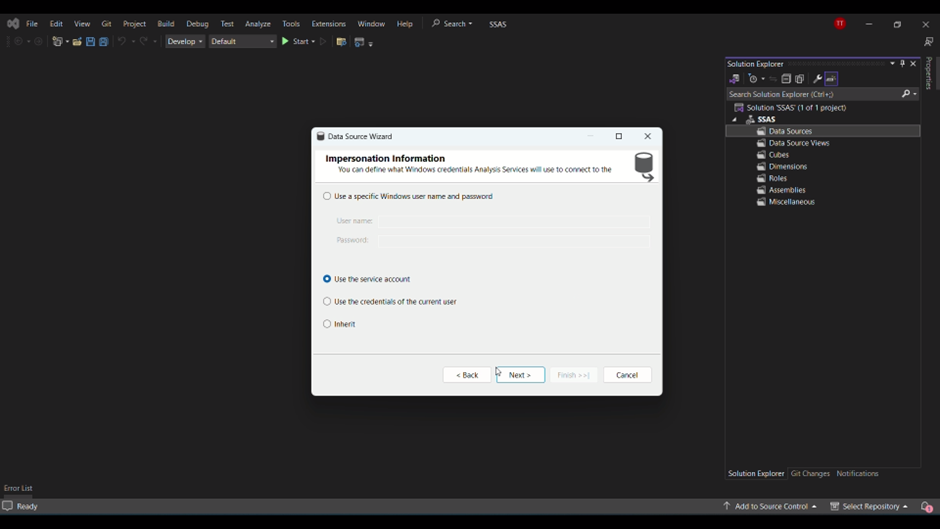 File Edit View Git Project Build Debug Test Analyze Tools Extensions Window Help Search SSAS TT
Develop Default Start
Solution Explorer
Search Solution Explorer (Ctrl+;)
Solution 'SSAS' (1 of 1 project)
SSAS
Data Sources
Data Source Views
Cubes
Dimensions
Roles
Assemblies
Miscellaneous
Properties
Data Source Wizard
Impersonation Information
You can define what Windows credentials Analysis Services will use to connect to the
Use a specific Windows user name and password
User name:
Password:
Use the service account
Use the credentials of the current user
Inherit
< Back Next > Finish >>| Cancel
Solution Explorer Git Changes Notifications
Error List
Ready Add to Source Control Select Repository 1